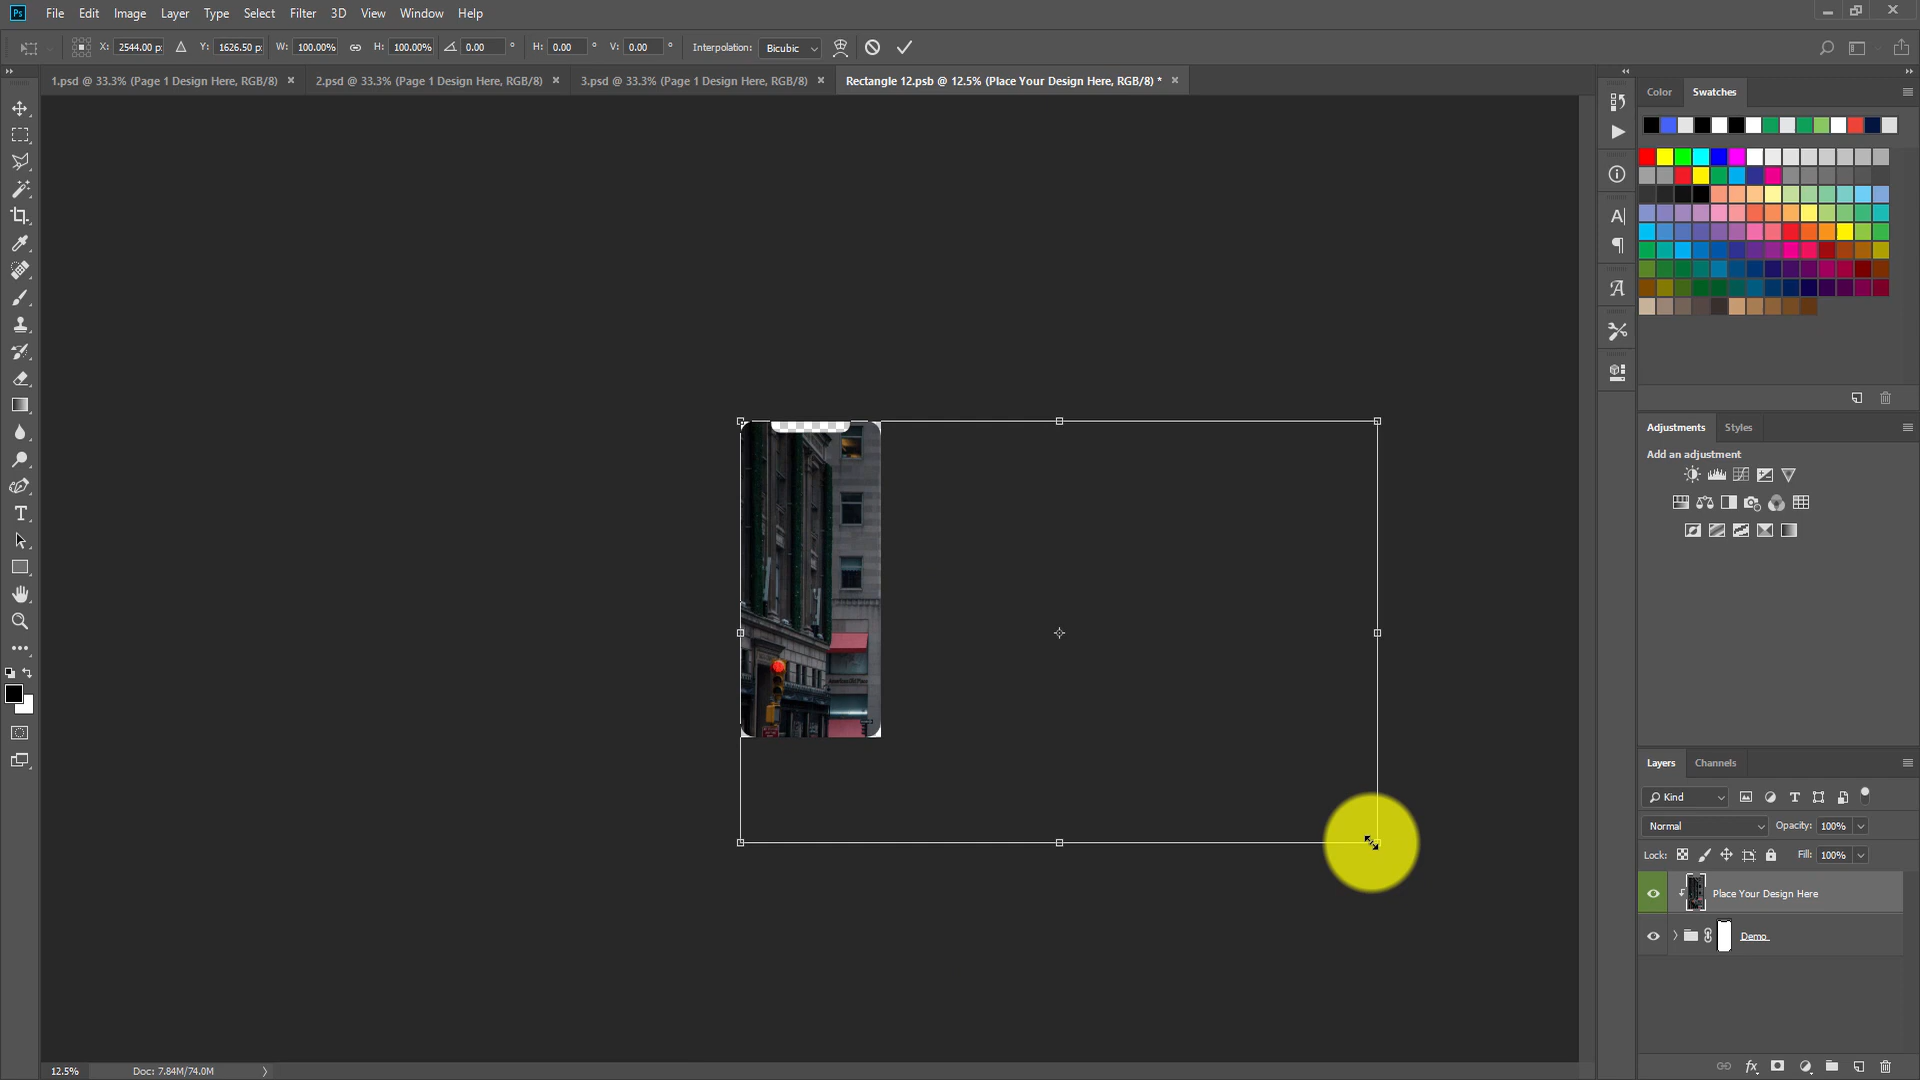 Ps File Edit Image Layer Type Select Filter 3D View Window Help
X: 2544.00 p: Y: 1626.50 p: W: 100.00% H: 100.00% 0.00 ° H: 0.00 ° V: 0.00 ° Interpolation: Bicubic
1.psd @ 33.3% (Page 1 Design Here, RGB/8) × 2.psd @ 33.3% (Page 1 Design Here, RGB/8) × 3.psd @ 33.3% (Page 1 Design Here, RGB/8) × Rectangle 12.psb @ 12.5% (Place Your Design Here, RGB/8) * ×
Color Swatches
Adjustments Styles
Add an adjustment
Layers Channels
Kind
Normal Opacity: 100%
Lock: Fill: 100%
Place Your Design Here
Demo
12.5% Doc: 7.84M/74.0M